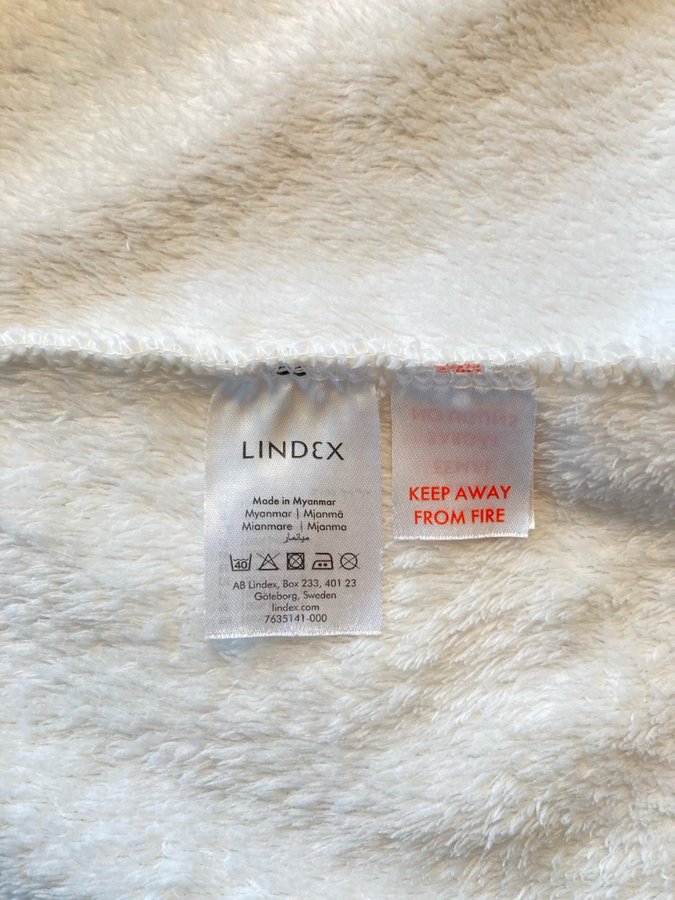 LINDEX
Made in Myanmar
Myanmar | Mjanmā
Mianmare | Mjanma
ميانمار
40
AB Lindex, Box 233, 401 23
Göteborg, Sweden
lindex.com
7635141-000
KEEP AWAY
FROM FIRE